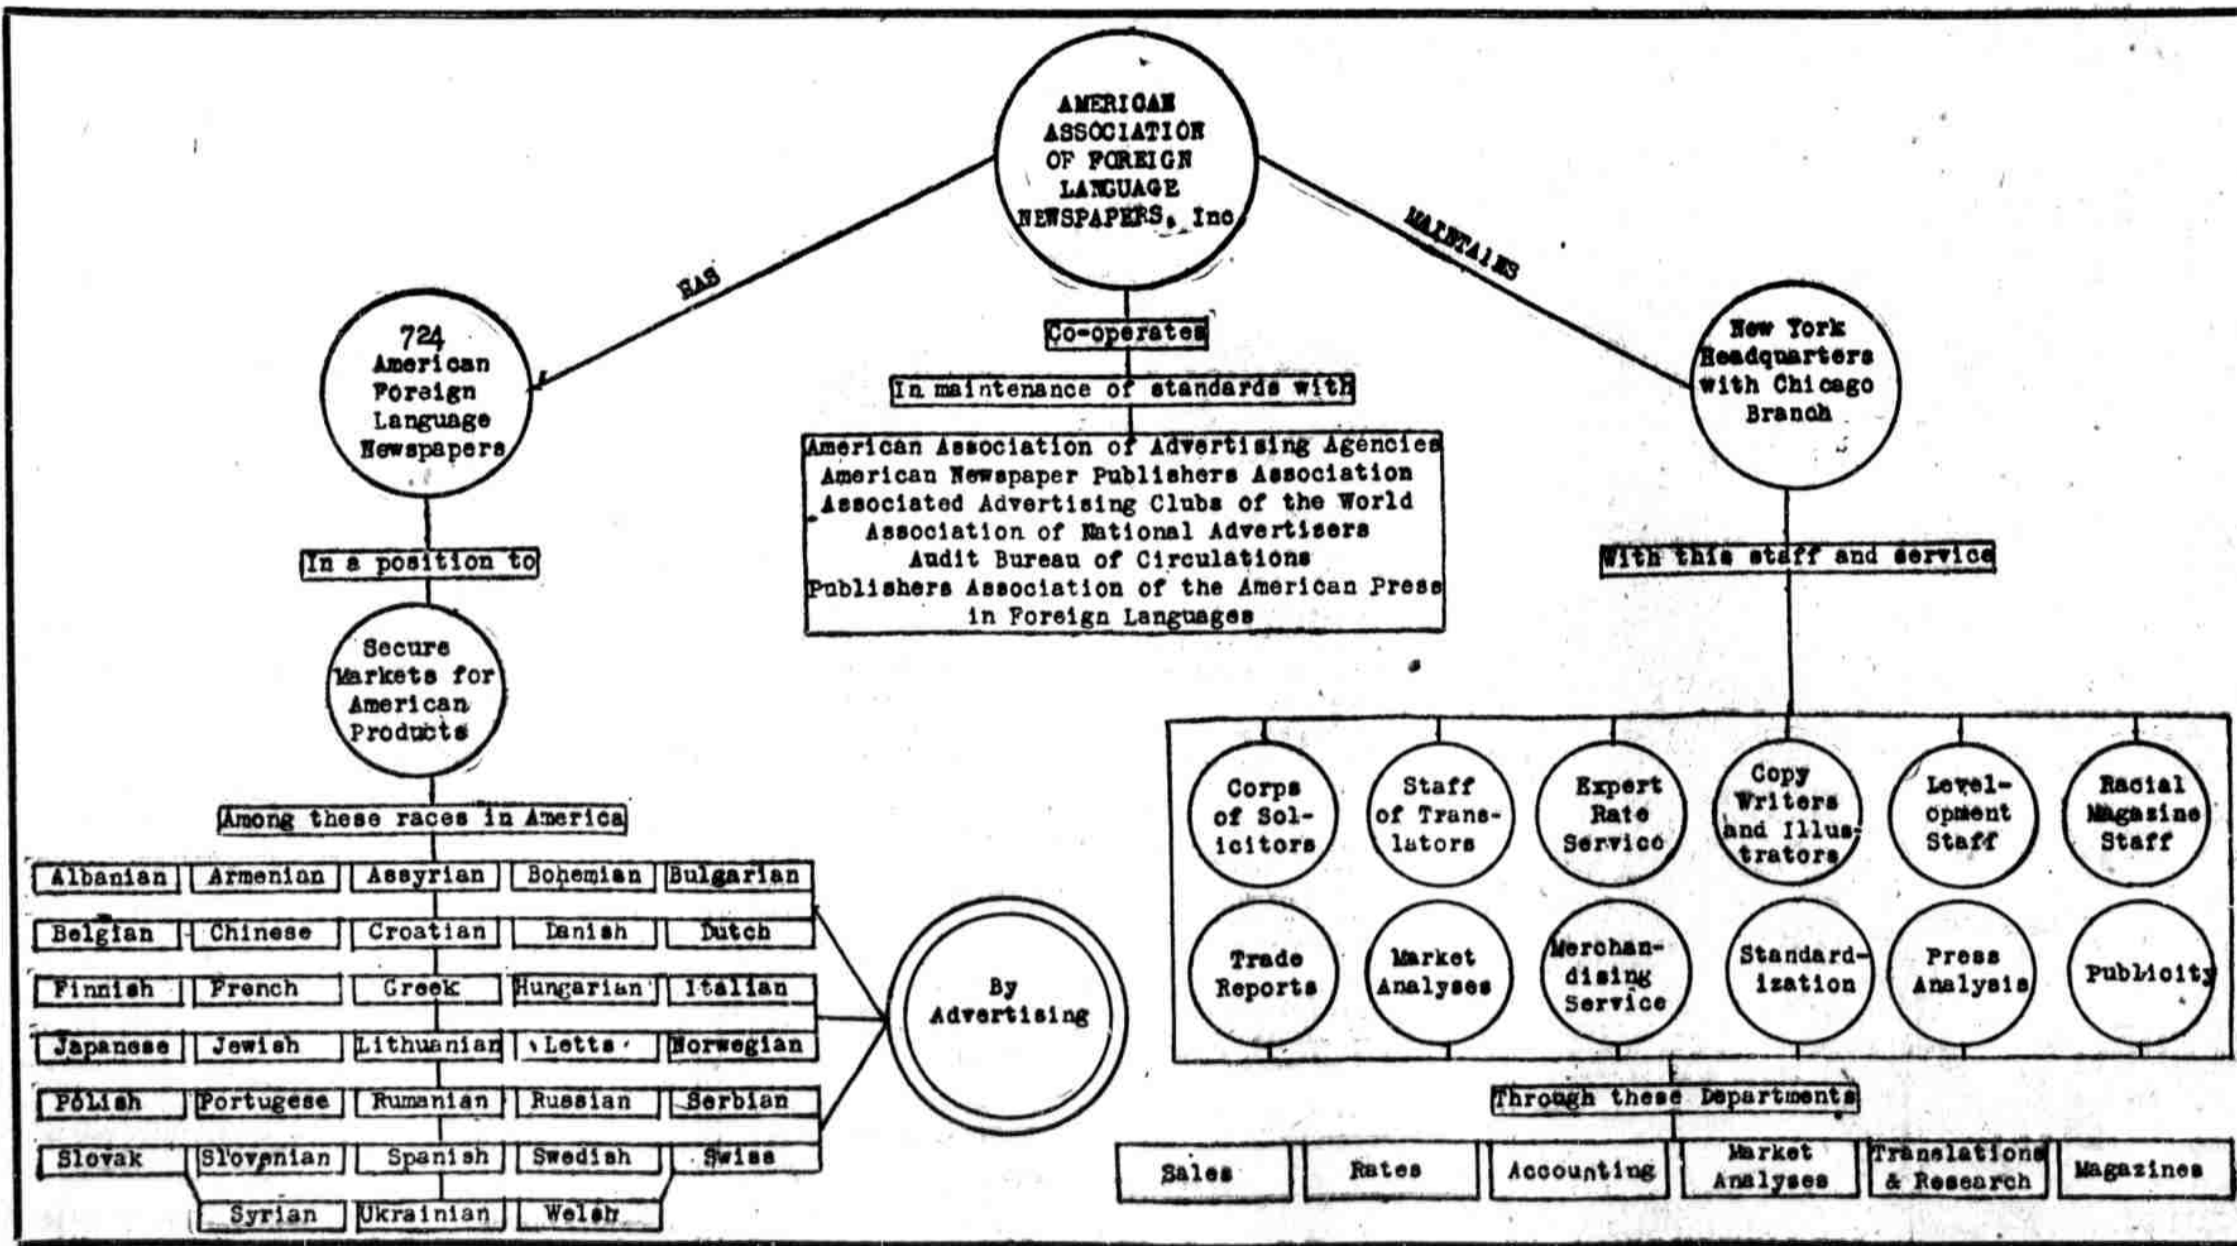 AMERICAN
ASSOCIATION
OF FOREIGN
LANGUAGE
NEWSPAPERS, Inc.
HAS
MAINTAINS
724
American
Foreign
Language
Newspapers
In a position to
Secure
Markets for
American
Products
Among these races in America
Albanian Armenian Assyrian Bohemian Bulgarian
Belgian Chinese Croatian Danish Dutch
Finnish French Greek Hungarian Italian
Japanese Jewish Lithuanian Letts Norwegian
Polish Portugese Rumanian Russian Serbian
Slovak Slovenian Spanish Swedish Swiss
Syrian Ukrainian Welsh
By
Advertising
Co-operates
In maintenance of standards with
American Association of Advertising Agencies
American Newspaper Publishers Association
Associated Advertising Clubs of the World
Association of National Advertisers
Audit Bureau of Circulations
Publishers Association of the American Press
in Foreign Languages
New York
Headquarters
with Chicago
Branch
With this staff and service
Corps
of Sol-
icitors
Staff
of Trans-
lators
Expert
Rate
Service
Copy
Writers
and Illus-
trators
Devel-
opment
Staff
Racial
Magazine
Staff
Trade
Reports
Market
Analyses
Merchan-
dising
Service
Standard-
ization
Press
Analysis
Publicity
Through these Departments
Sales
Rates
Accounting
Market
Analyses
Translations
& Research
Magazines